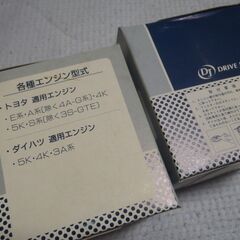 各種エンジン型式
・トヨタ 適用エンジン
・E系・A系[除く4A-G系]・4K
・5K・S系[除く3S-GTE]
・ダイハツ 適用エンジン
・5K・4K・3A系
DRIVE